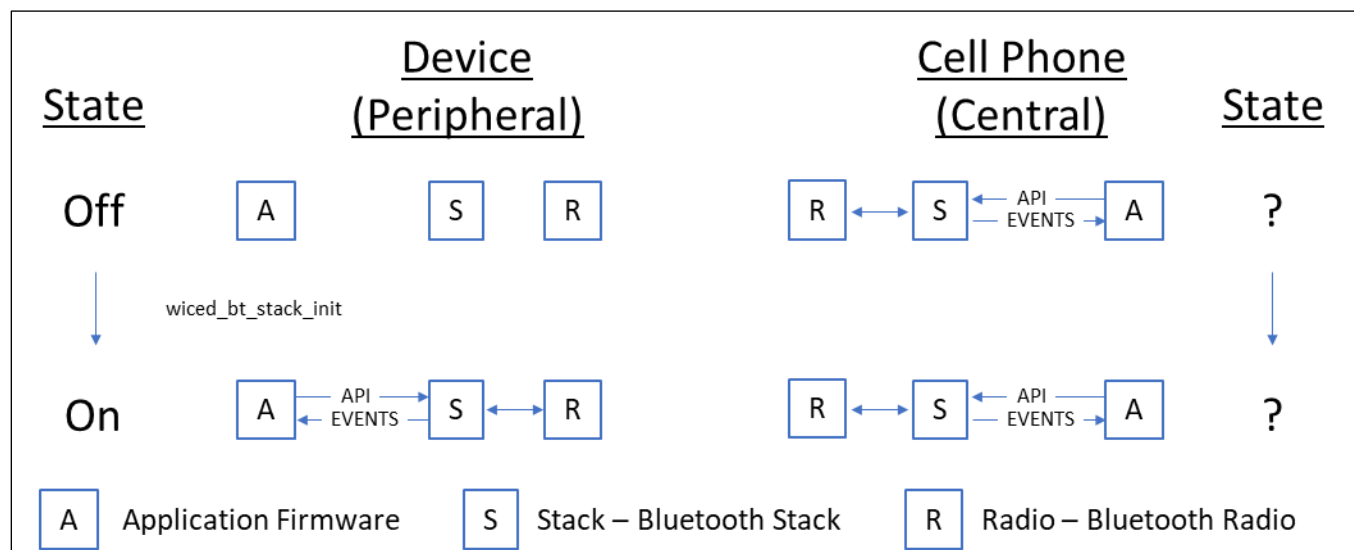 State
Device
(Peripheral)
Cell Phone
(Central)
State
Off
A
S
R
R
S
API
EVENTS
A
?
wiced_bt_stack_init
On
A
API
EVENTS
S
R
R
S
API
EVENTS
A
?
A Application Firmware
S Stack – Bluetooth Stack
R Radio – Bluetooth Radio